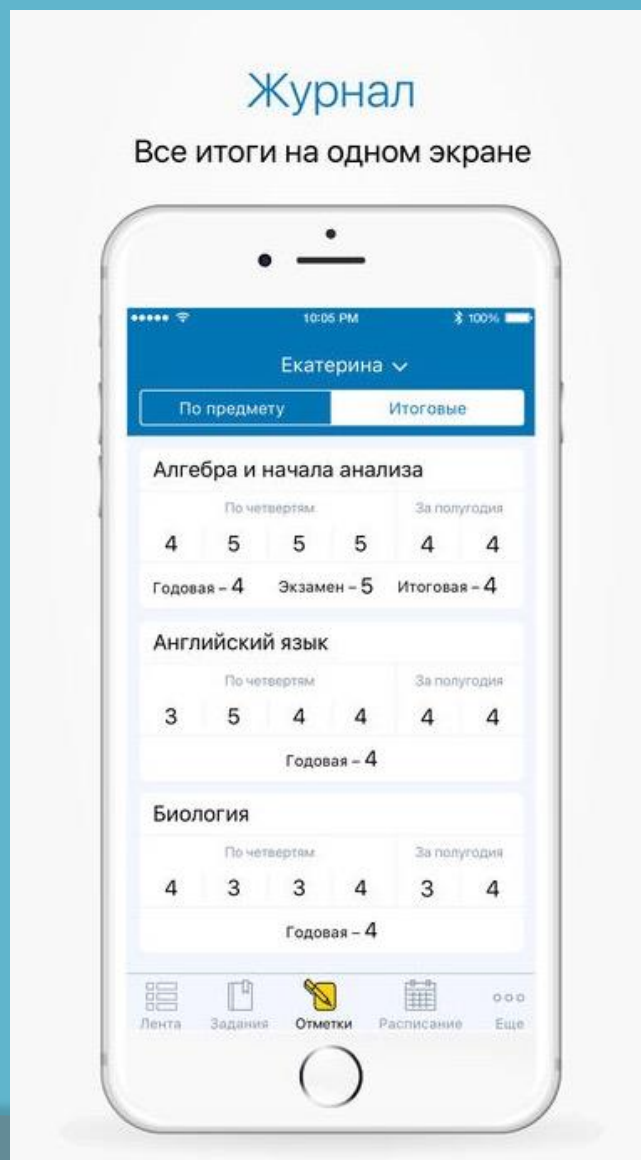 Журнал
Все итоги на одном экране
10:05 PM 100%
Екатерина
По предмету Итоговые
Алгебра и начала анализа
По четвертям За полугодия
4 5 5 5 4 4
Годовая – 4 Экзамен – 5 Итоговая – 4
Английский язык
По четвертям За полугодия
3 5 4 4 4 4
Годовая – 4
Биология
По четвертям За полугодия
4 3 3 4 3 4
Годовая – 4
Лента Задания Отметки Расписание Еще